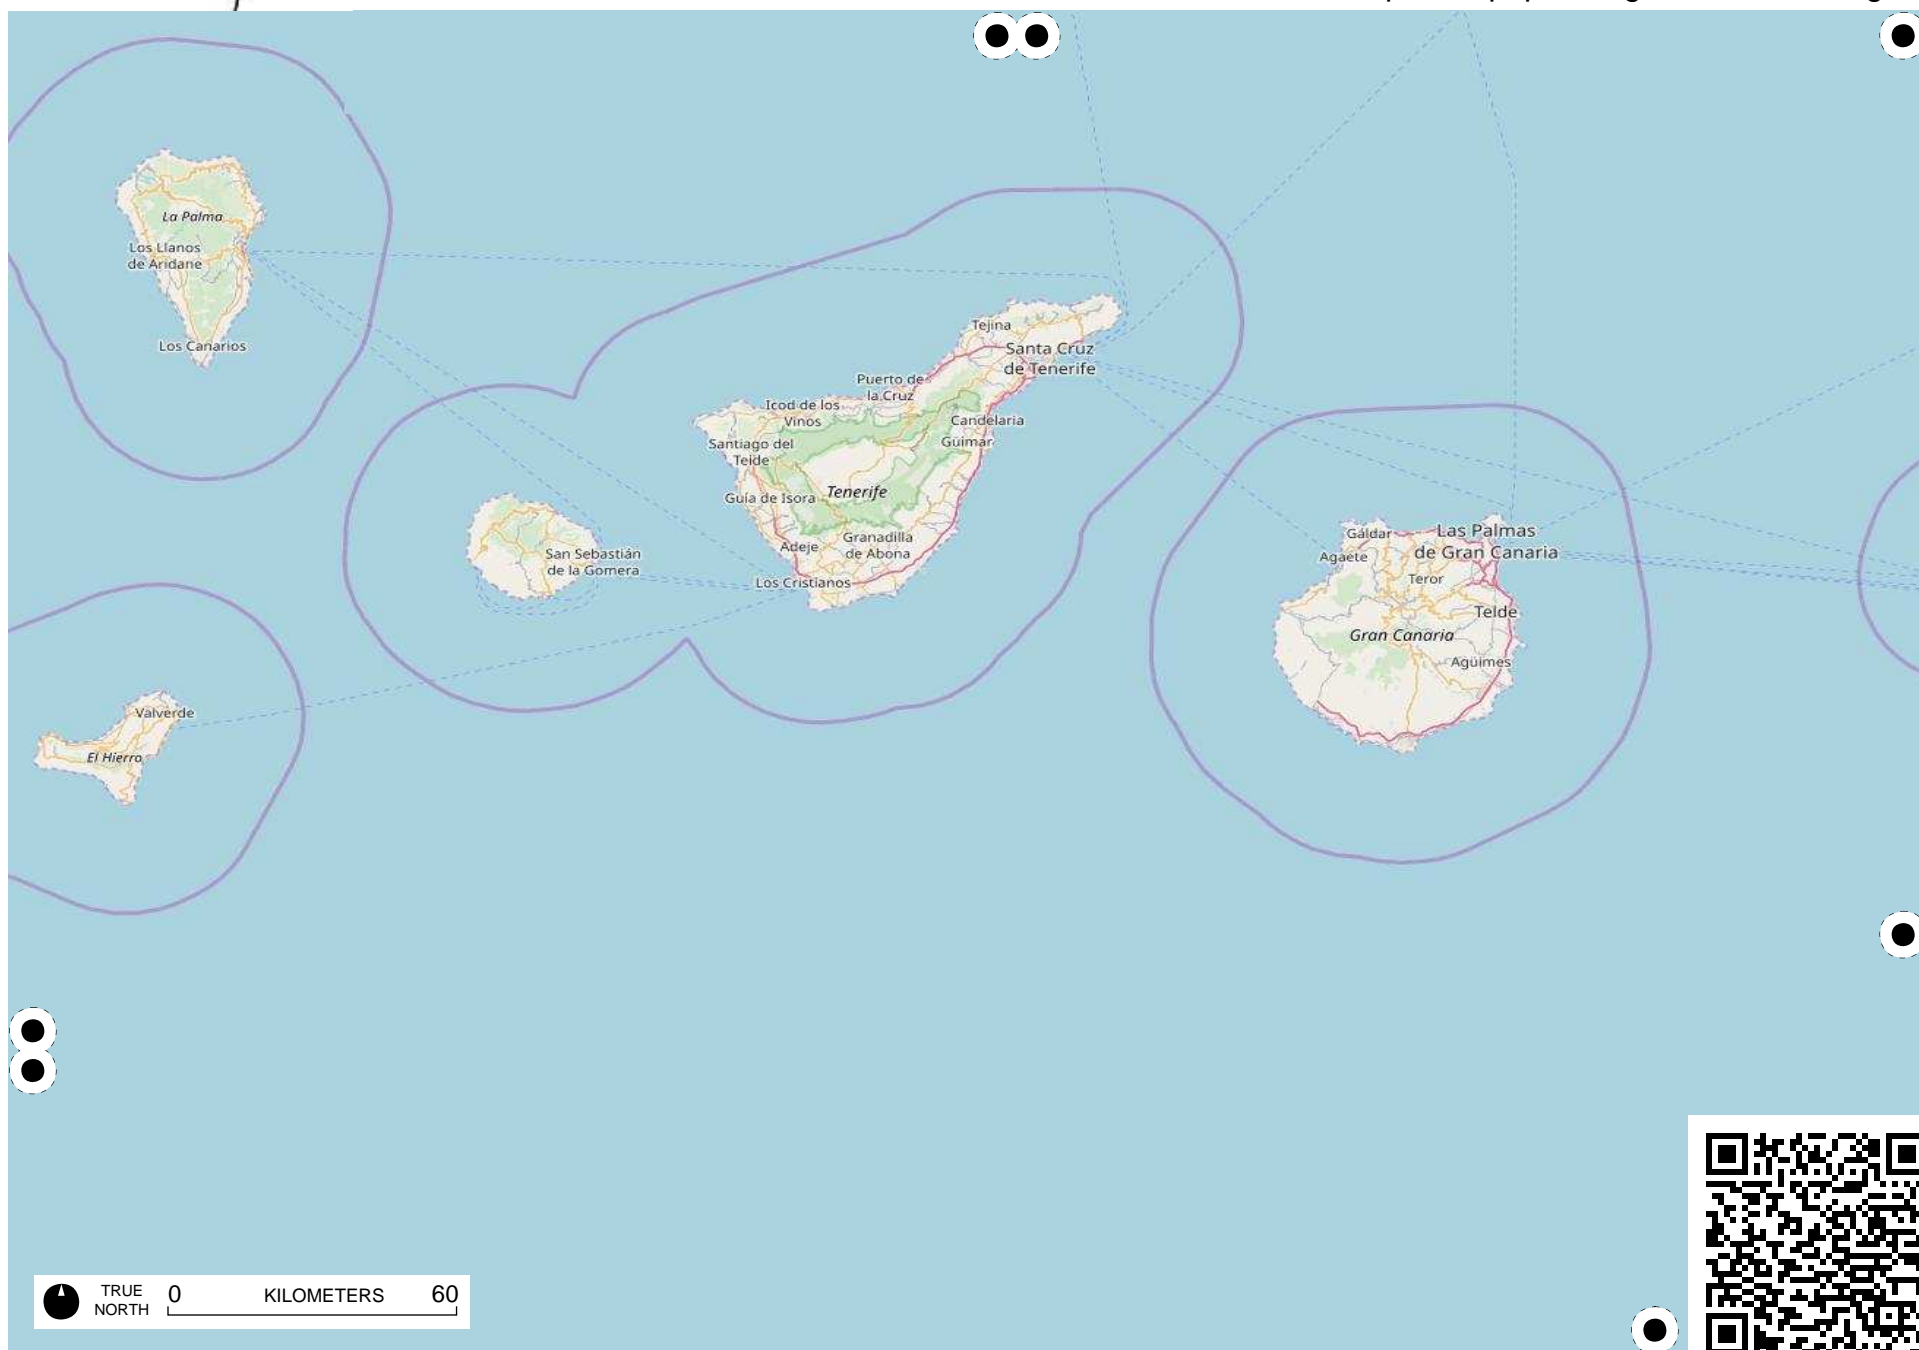 La Palma
Los Llanos
de Aridane
Los Canarios
Tejina
Santa Cruz
de Tenerife
Puerto de
la Cruz
Icod de los
Vinos
Candelaria
Güímar
Santiago del
Teide
Guía de Isora
Tenerife
Adeje
Granadilla
de Abona
Los Cristianos
San Sebastián
de la Gomera
Gáldar
Las Palmas
de Gran Canaria
Agaete
Teror
Telde
Gran Canaria
Agüimes
Valverde
El Hierro
TRUE
NORTH
0 KILOMETERS 60